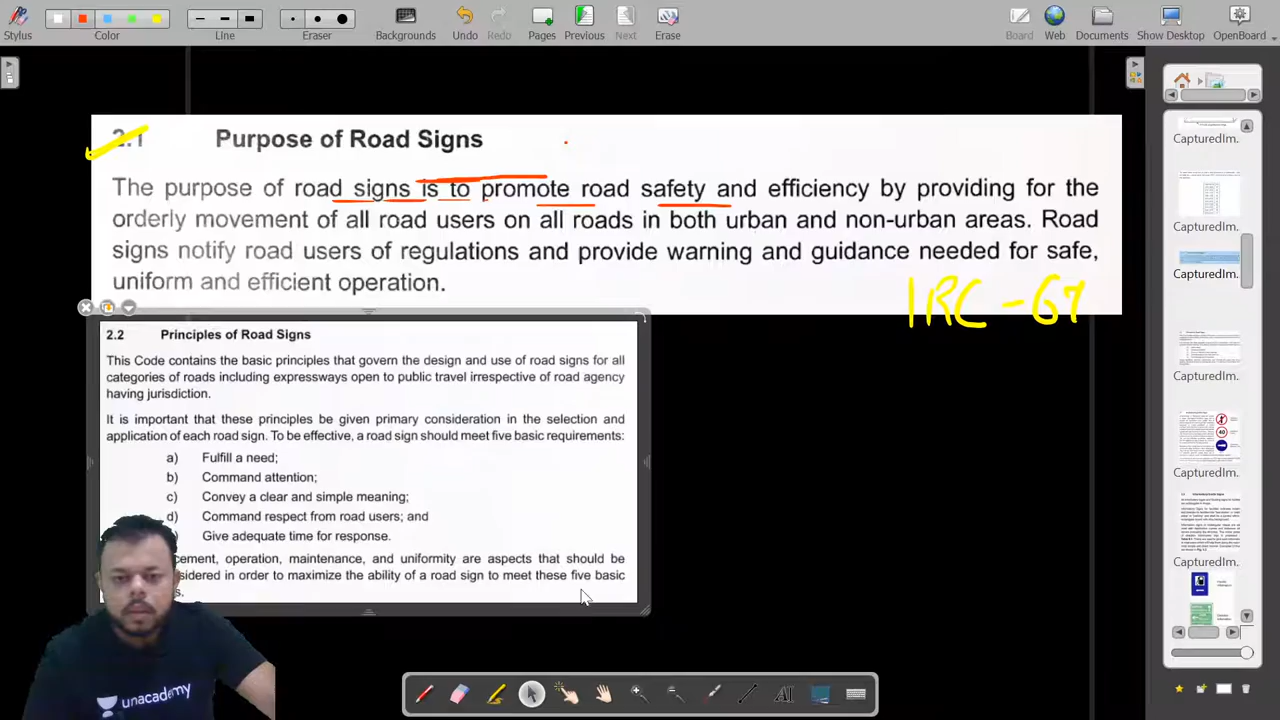 Stylus
Color
Line
Eraser
Backgrounds
Undo
Redo
Pages
Previous
Next
Erase
Board
Web
Documents
Show Desktop
OpenBoard
2.1 Purpose of Road Signs
The purpose of road signs is to promote road safety and efficiency by providing for the
orderly movement of all road users on all roads in both urban and non-urban areas. Road
signs notify road users of regulations and provide warning and guidance needed for safe,
uniform and efficient operation.
IRC-67
2.2 Principles of Road Signs
This Code contains the basic principles that govern the design and use of road signs for all
categories of roads including expressways open to public travel irrespective of road agency
having jurisdiction.
It is important that these principles be given primary consideration in the selection and
application of each road sign. To be effective, a road sign should meet five basic requirements:
a) Fulfill a need;
b) Command attention;
c) Convey a clear and simple meaning;
d) Command respect from road users; and
) Give adequate time for response.
cement, operation, maintenance, and uniformity are aspects that should be
sidered in order to maximize the ability of a road sign to meet these five basic
s.
unacademy
AI
CapturedIm.
CapturedIm.
CapturedIm.
CapturedIm.
CapturedIm.
CapturedIm.
40